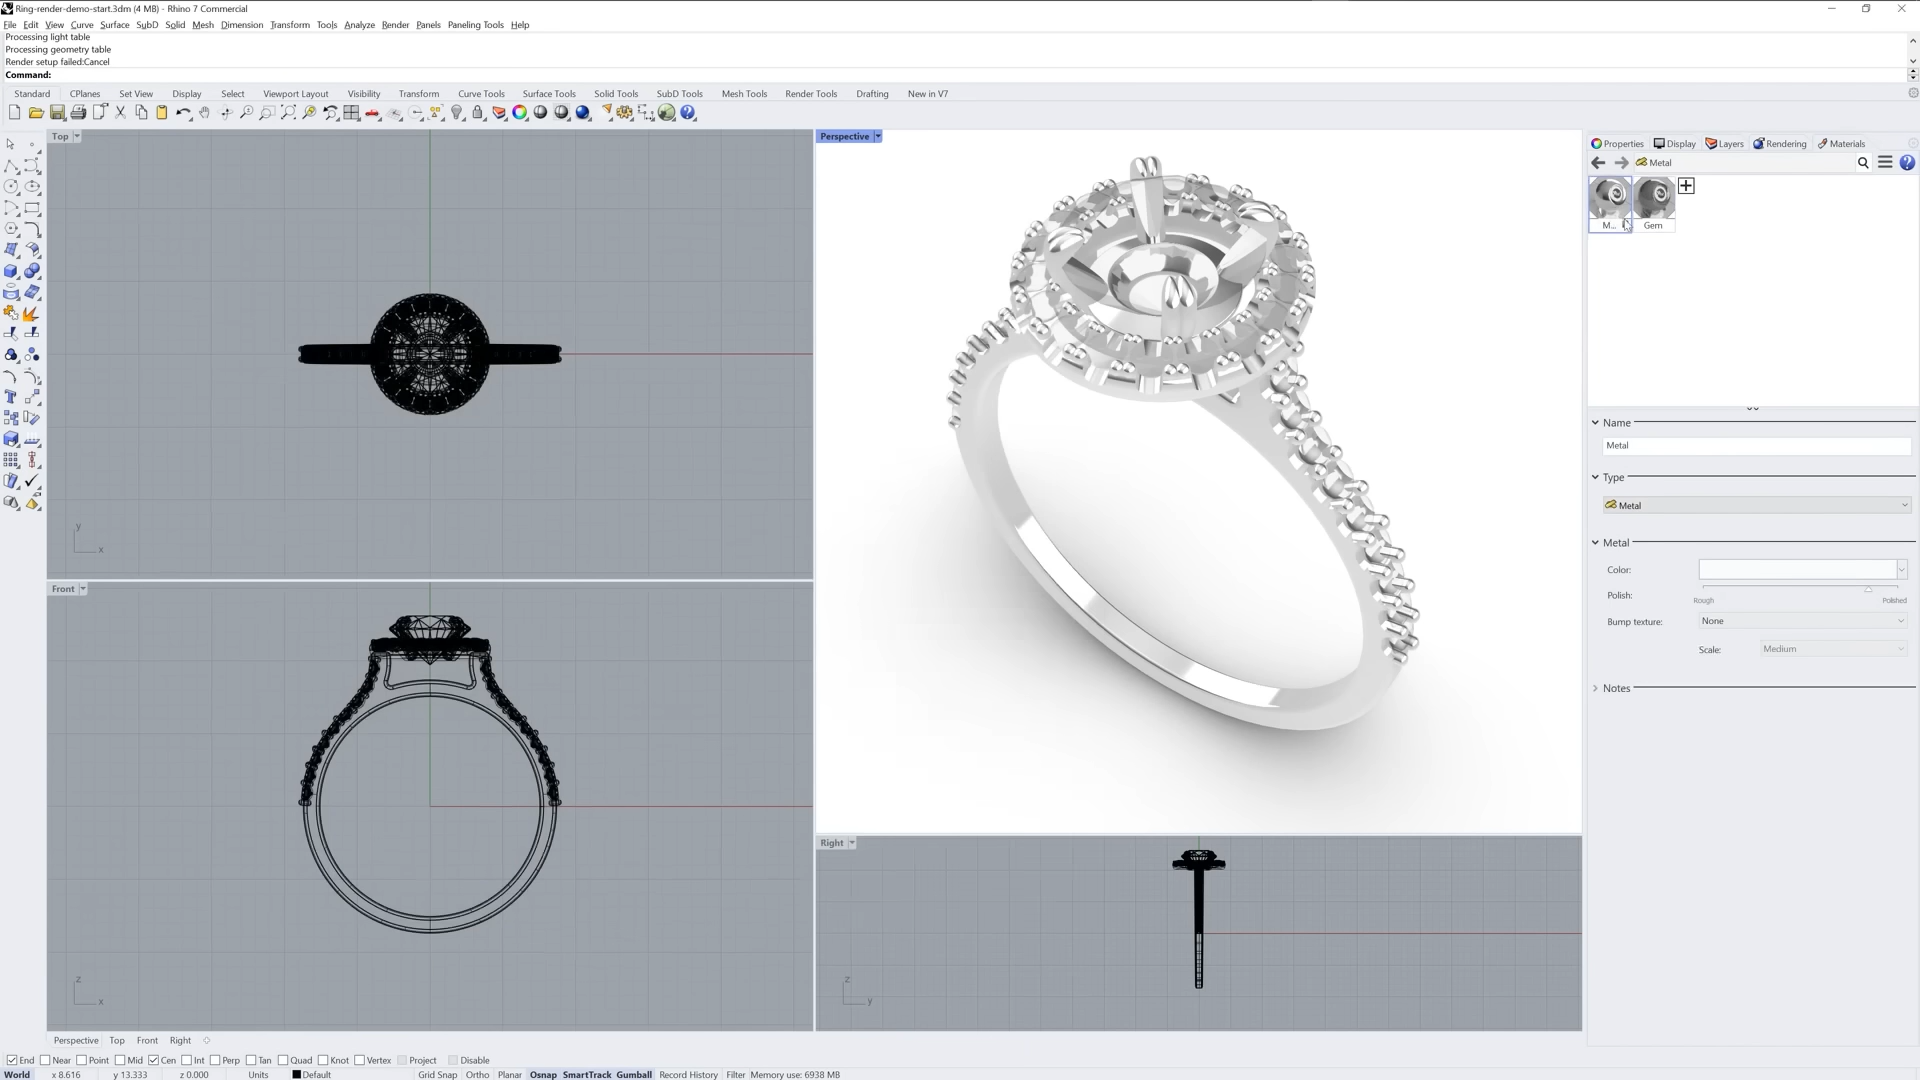 Ring-render-demo-start.3dm (4 MB) - Rhino 7 Commercial
File Edit View Curve Surface SubD Solid Mesh Dimension Transform Tools Analyze Render Panels Paneling Tools Help
Processing light table
Processing geometry table
Render setup failed:Cancel
Command:
Standard CPlanes Set View Display Select Viewport Layout Visibility Transform Curve Tools Surface Tools Solid Tools SubD Tools Mesh Tools Render Tools Drafting New in V7
Top
Perspective
Properties Display Layers Rendering Materials
Metal
M... Gem
Name
Metal
Type
Metal
Metal
Color:
Polish:
Rough Polished
Bump texture: None
Scale: Medium
Notes
y
x
Front
z
x
Right
z
y
Perspective Top Front Right
End Near Point Mid Cen Int Perp Tan Quad Knot Vertex Project Disable
World x 8.616 y 13.333 z 0.000 Units Default Grid Snap Ortho Planar Osnap SmartTrack Gumball Record History Filter Memory use: 6938 MB